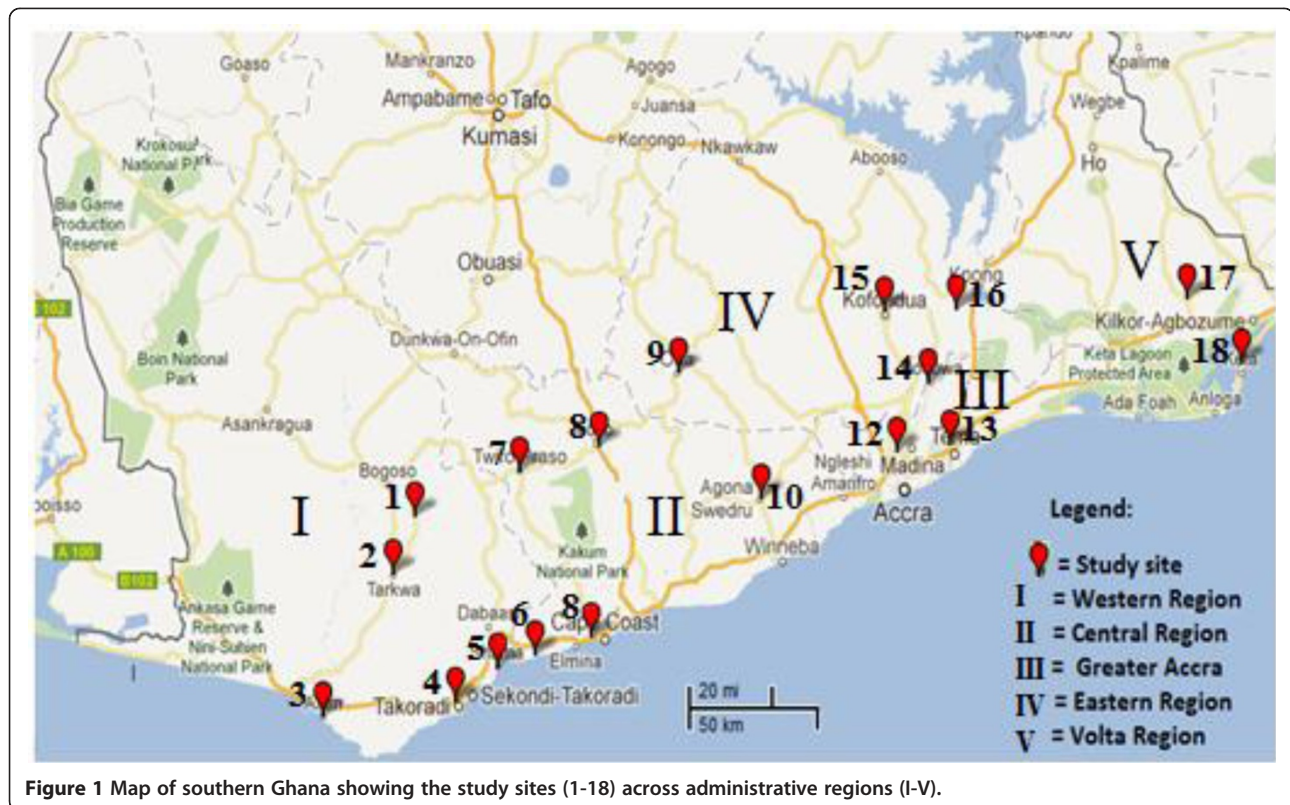 Goaso
Mankranzo
Agogo
Kpalime
Ampabame
Tafo
Juansa
Wegbe
Kumasi
Konongo
Nkawkaw
Abooso
Ho
Krokosua
National Park
Bia Game
Production
Reserve
Obuasi
IV
V
15
16
17
Kilkor-Agbozume
102
Boin National
Park
Dunkwa-On-Ofin
9
14
III
Keta Lagoon
Protected Area
18
Ada Foah
Anloga
Asankragua
8
7
12
13
Bogoso
Ngleshi
Amanfro
Madina
1
I
II
Agona
Swedru
10
Accra
2
Kakum
National Park
Winneba
A 100
B102
Tarkwa
Ankasa Game
Reserve &
Nini-Suhien
National Park
6
8
Cape Coast
5
Elmina
3
4
Takoradi
Sekondi-Takoradi
20 mi
50 km
Legend:
= Study site
I = Western Region
II = Central Region
III = Greater Accra
IV = Eastern Region
V = Volta Region
Figure 1 Map of southern Ghana showing the study sites (1-18) across administrative regions (I-V).